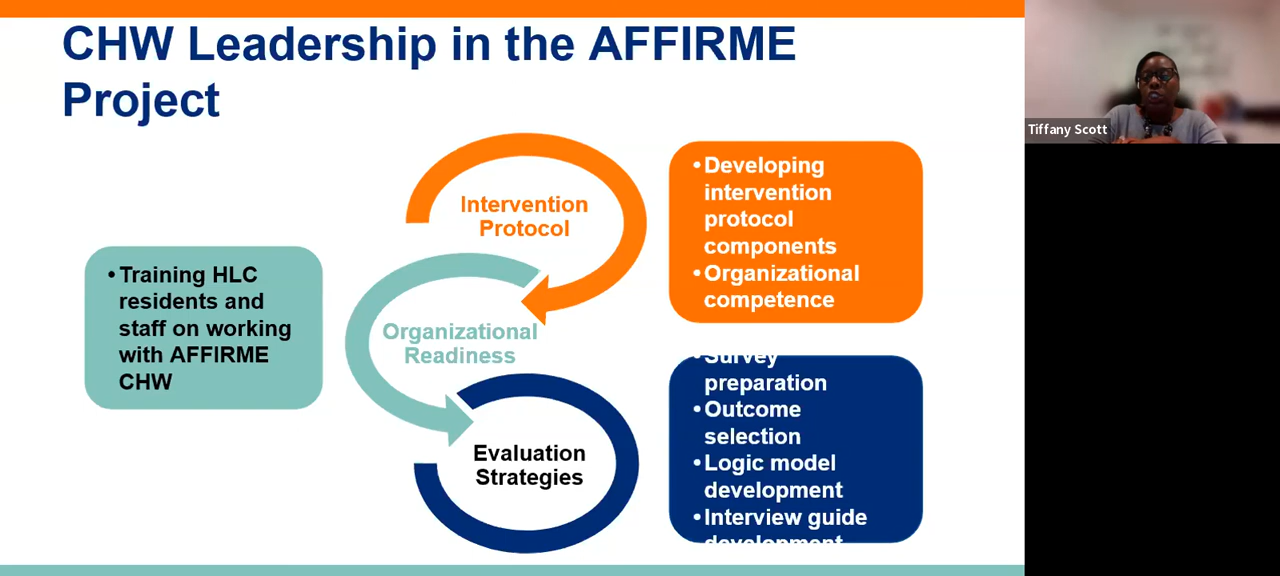 CHW Leadership in the AFFIRME
Project
Tiffany Scott
Intervention
Protocol
• Developing
intervention
protocol
components
• Organizational
competence
• Training HLC
residents and
staff on working
with AFFIRME
CHW
Organizational
Readiness
Evaluation
Strategies
• Survey
preparation
• Outcome
selection
• Logic model
development
• Interview guide
development